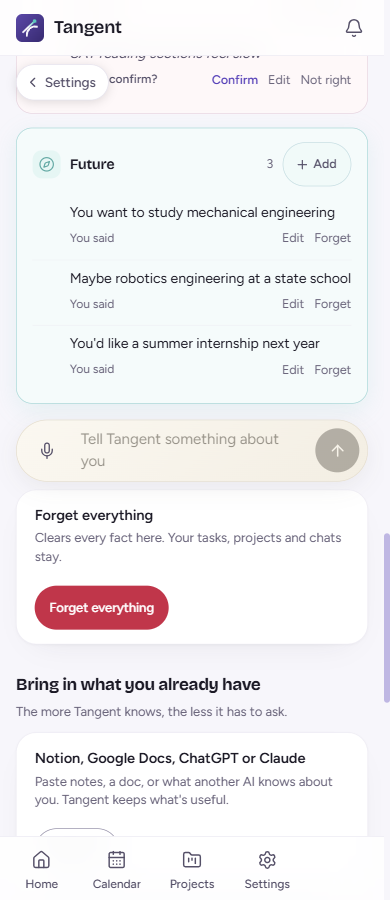 Tangent
Settings
confirm?
Confirm
Edit
Not right
Future
3
+ Add
You want to study mechanical engineering
You said
Edit
Forget
Maybe robotics engineering at a state school
You said
Edit
Forget
You'd like a summer internship next year
You said
Edit
Forget
Tell Tangent something about
you
Forget everything
Clears every fact here. Your tasks, projects and chats
stay.
Forget everything
Bring in what you already have
The more Tangent knows, the less it has to ask.
Notion, Google Docs, ChatGPT or Claude
Paste notes, a doc, or what another AI knows about
you. Tangent keeps what's useful.
Home
Calendar
Projects
Settings